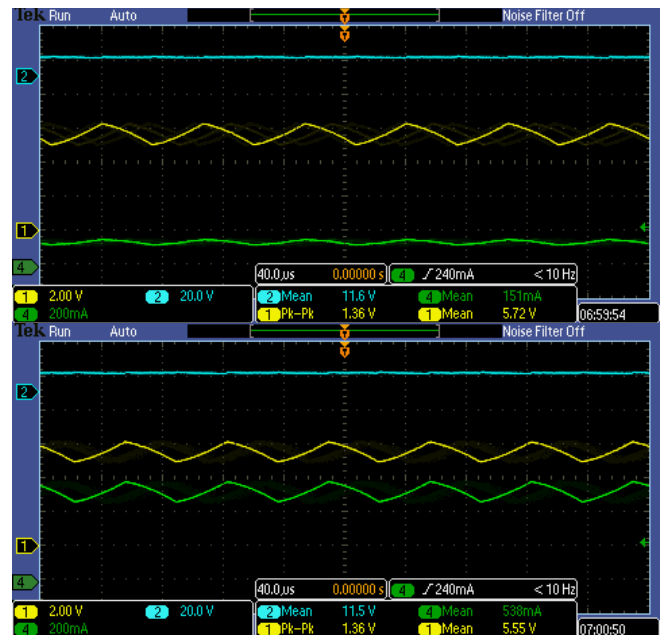 Tek Run Auto Noise Filter Off
T
T
2
1
4
40.0µs 0.00000 s 4 ƒ 240mA < 10 Hz
1 2.00 V 2 20.0 V 2 Mean 11.6 V 4 Mean 151mA
4 200mA 1 Pk-Pk 1.36 V 1 Mean 5.72 V 06:59:54
Tek Run Auto Noise Filter Off
T
T
2
1
4
40.0µs 0.00000 s 4 ƒ 240mA < 10 Hz
1 2.00 V 2 20.0 V 2 Mean 11.5 V 4 Mean 538mA
4 200mA 1 Pk-Pk 1.36 V 1 Mean 5.55 V 07:00:50